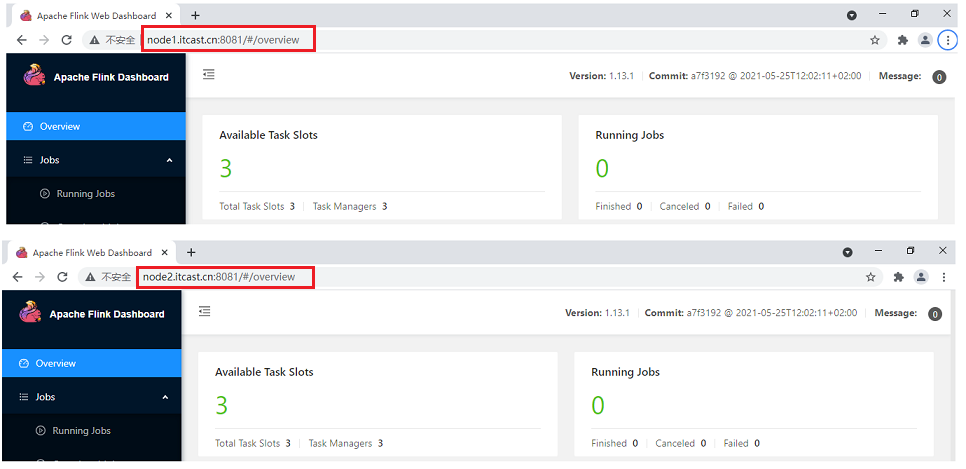 Apache Flink Web Dashboard
不安全 node1.itcast.cn:8081/#/overview
Apache Flink Dashboard
Version: 1.13.1 Commit: a7f3192 @ 2021-05-25T12:02:11+02:00 Message: 0
Overview
Jobs
Running Jobs
Available Task Slots
3
Total Task Slots 3 Task Managers 3
Running Jobs
0
Finished 0 Canceled 0 Failed 0
Apache Flink Web Dashboard
不安全 node2.itcast.cn:8081/#/overview
Apache Flink Dashboard
Version: 1.13.1 Commit: a7f3192 @ 2021-05-25T12:02:11+02:00 Message: 0
Overview
Jobs
Running Jobs
Available Task Slots
3
Total Task Slots 3 Task Managers 3
Running Jobs
0
Finished 0 Canceled 0 Failed 0